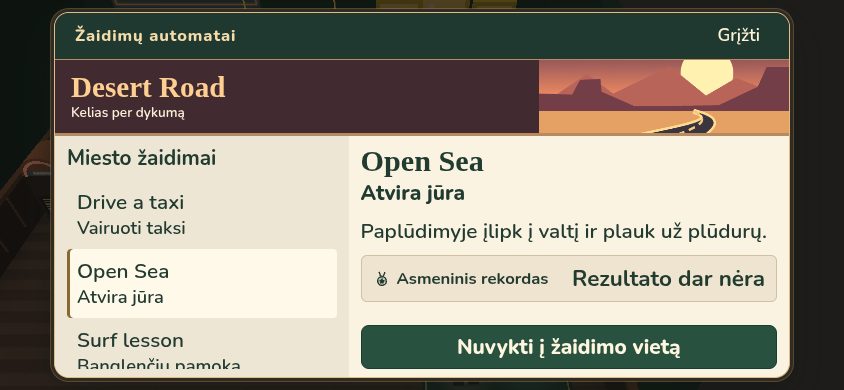 Žaidimų automatai
Grįžti
Desert Road
Kelias per dykumą
Miesto žaidimai
Drive a taxi
Vairuoti taksi
Open Sea
Atvira jūra
Surf lesson
Banglenčių pamoka
Open Sea
Atvira jūra
Paplūdimyje įlipk į valtį ir plauk už plūdurų.
Asmeninis rekordas
Rezultato dar nėra
Nuvykti į žaidimo vietą